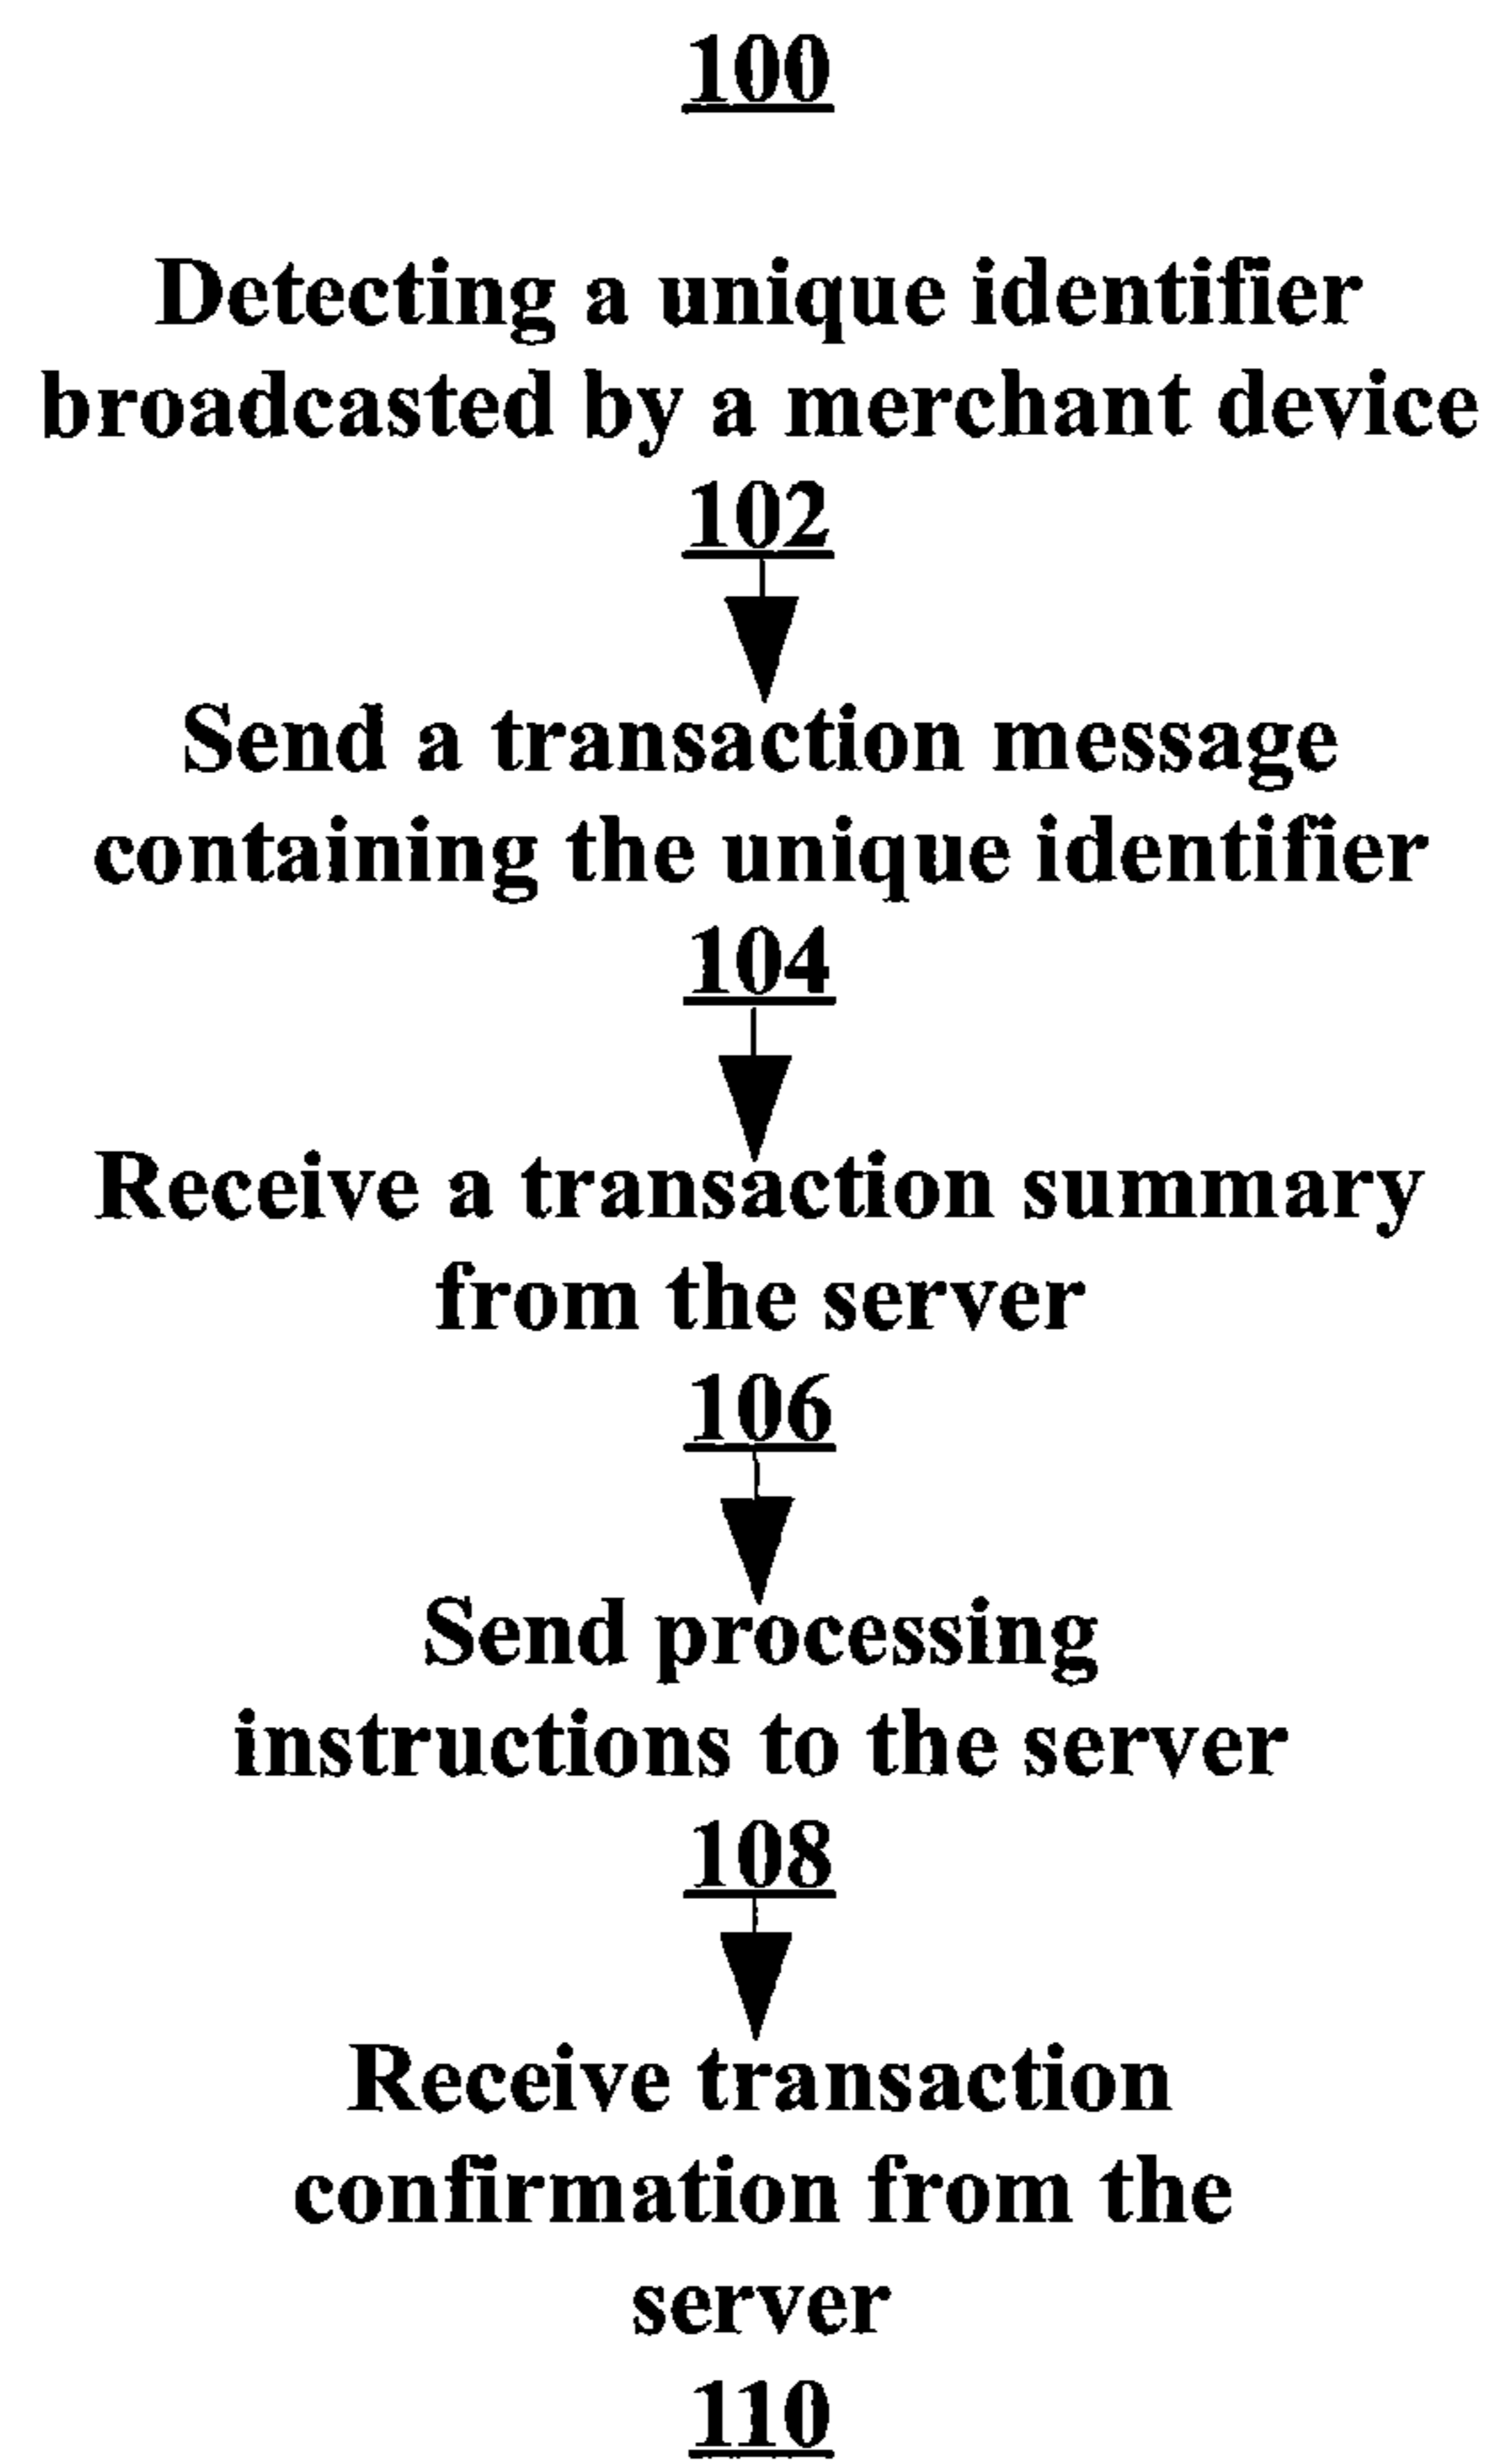 100
Detecting a unique identifier
broadcasted by a merchant device
102
Send a transaction message
containing the unique identifier
104
Receive a transaction summary
from the server
106
Send processing
instructions to the server
108
Receive transaction
confirmation from the
server
110